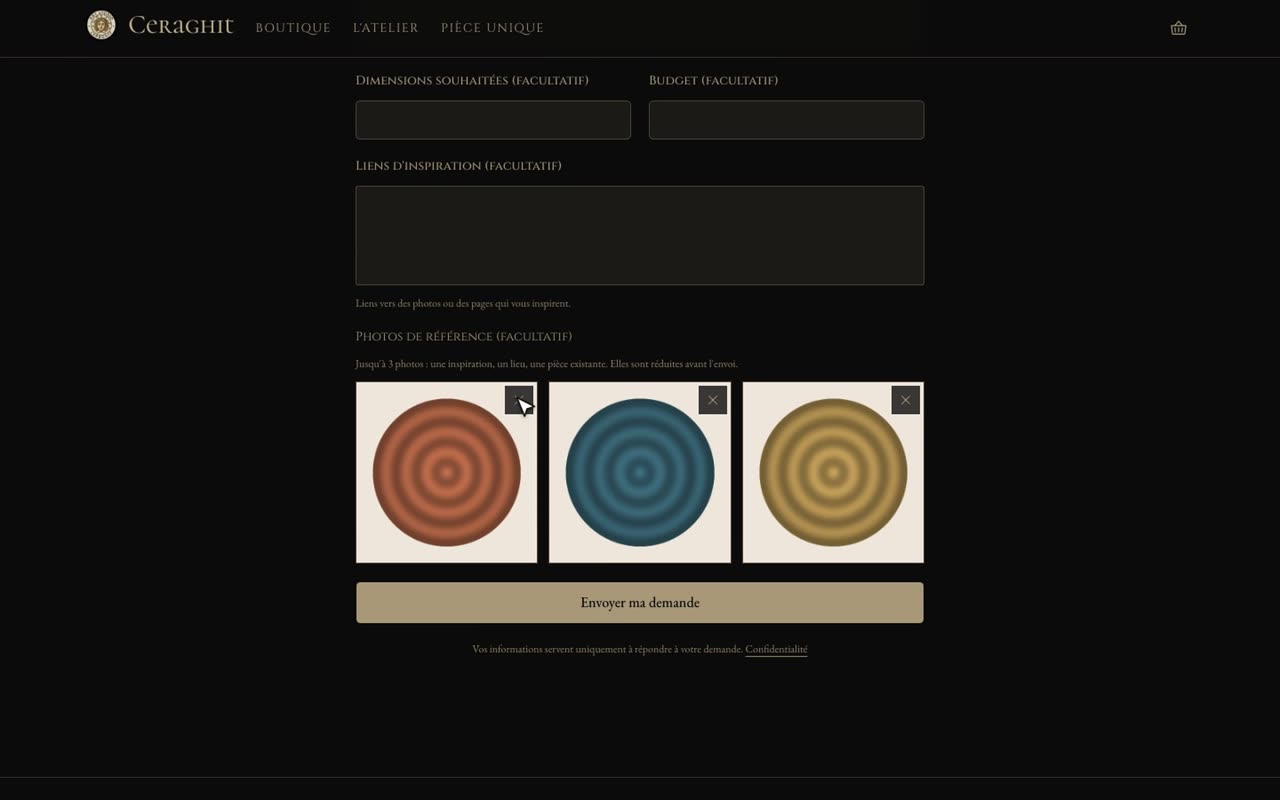 Ceraghit BOUTIQUE L'ATELIER PIÈCE UNIQUE
Dimensions souhaitées (facultatif) Budget (facultatif)
Liens d'inspiration (facultatif)
Liens vers des photos ou des pages qui vous inspirent.
Photos de référence (facultatif)
Jusqu'à 3 photos : une inspiration, un lieu, une pièce existante. Elles sont réduites avant l'envoi.
Envoyer ma demande
Vos informations servent uniquement à répondre à votre demande. Confidentialité